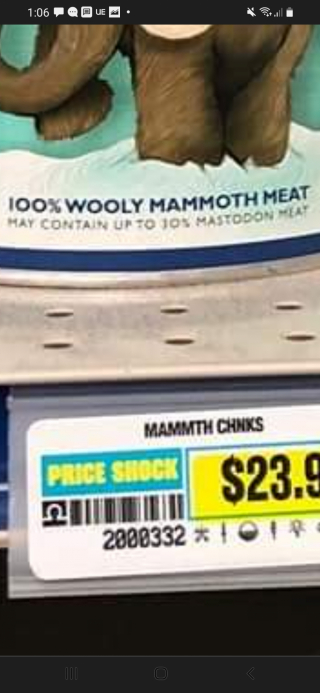 1:06 UE
100% WOOLY MAMMOTH MEAT
MAY CONTAIN UP TO 30% MASTODON MEAT
MAMMTH CHNKS
PRICE SHOCK
$23.9
2000332